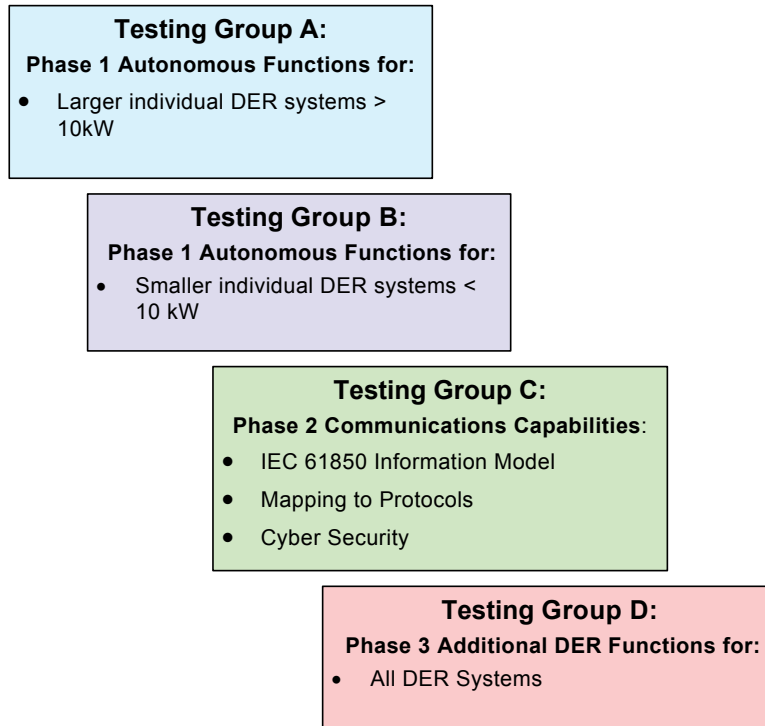 Testing Group A:
Phase 1 Autonomous Functions for:
• Larger individual DER systems >
10kW
Testing Group B:
Phase 1 Autonomous Functions for:
• Smaller individual DER systems <
10 kW
Testing Group C:
Phase 2 Communications Capabilities:
• IEC 61850 Information Model
• Mapping to Protocols
• Cyber Security
Testing Group D:
Phase 3 Additional DER Functions for:
• All DER Systems